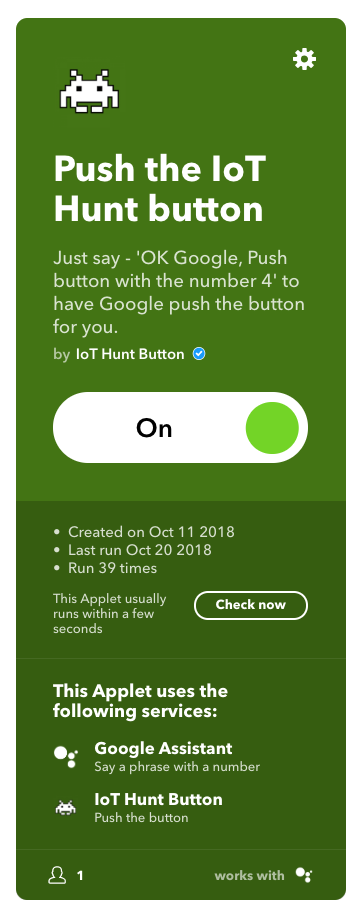 Push the IoT
Hunt button
Just say - 'OK Google, Push
button with the number 4' to
have Google push the button
for you.
by IoT Hunt Button
On
• Created on Oct 11 2018
• Last run Oct 20 2018
• Run 39 times
This Applet usually
runs within a few
seconds
Check now
This Applet uses the
following services:
Google Assistant
Say a phrase with a number
IoT Hunt Button
Push the button
1
works with